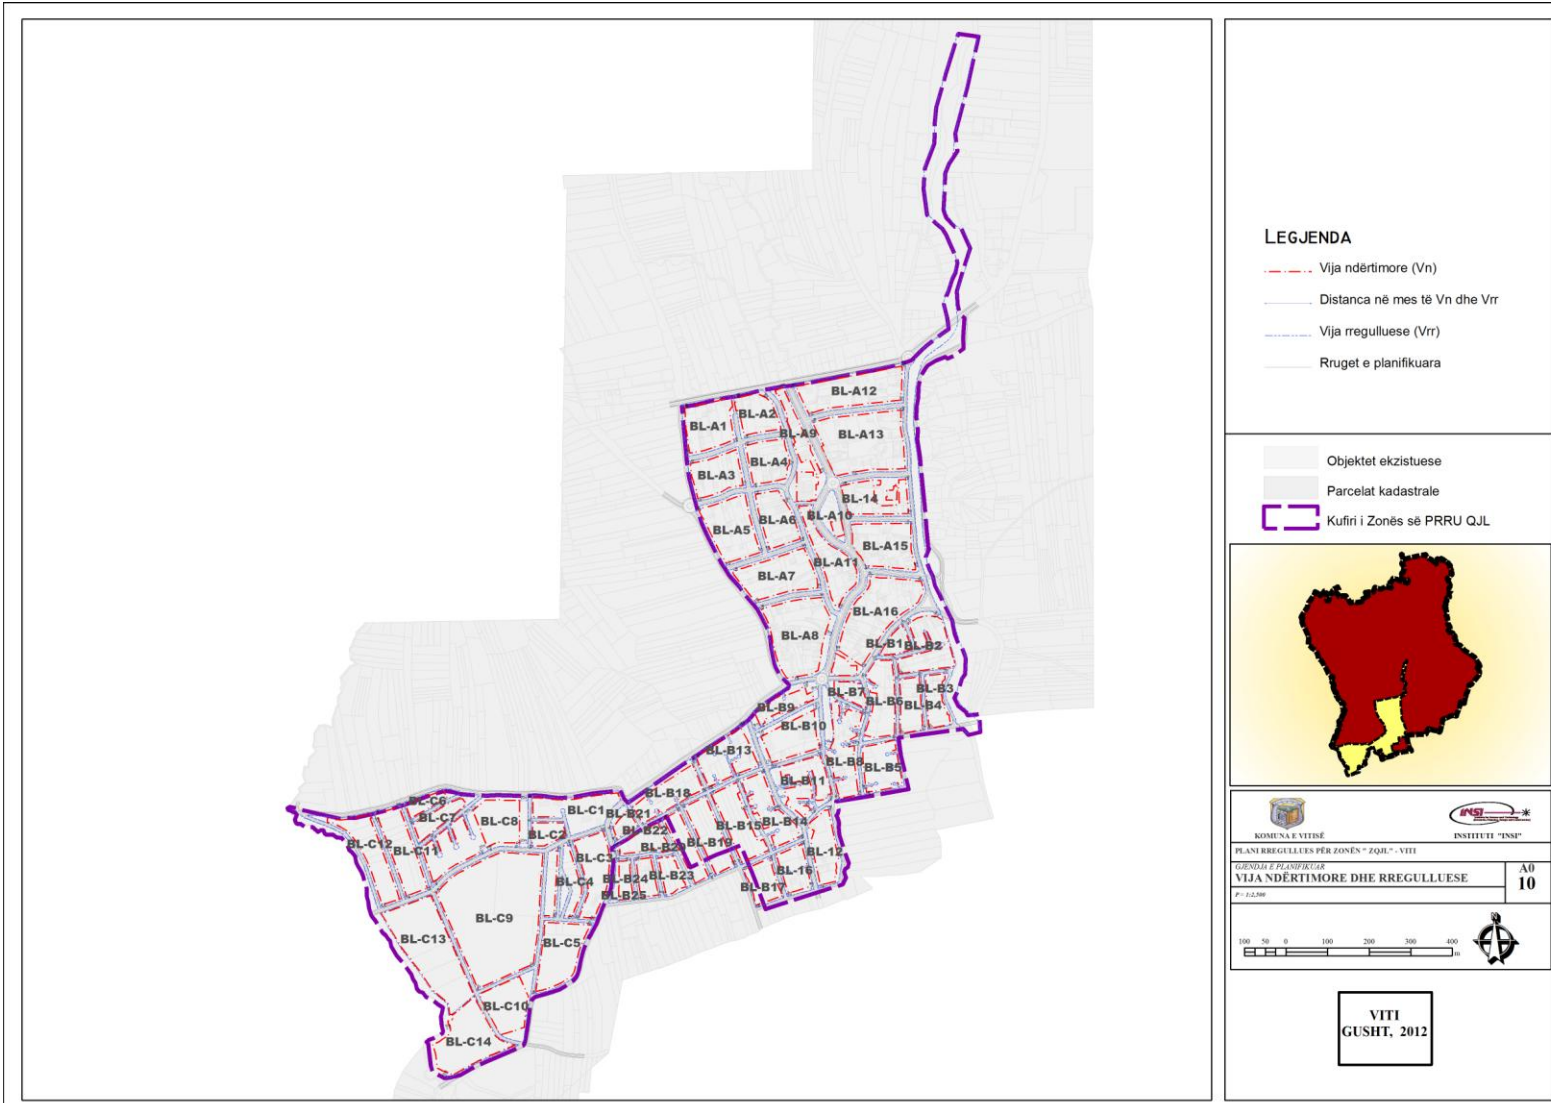 BL-A12
BL-A2
BL-A1
BL-A9
BL-A13
BL-A4
BL-A3
BL-14
BL-A10
BL-A6
BL-A5
BL-A15
BL-A11
BL-A7
BL-A16
BL-A8
BL-B1
BL-B2
BL-B7
BL-B3
BL-B6
BL-B4
BL-B9
BL-B10
BL-B13
BL-B8
BL-B5
BL-B11
BL-B18
BL-C6
BL-C1
BL-B21
BL-C7
BL-C8
BL-B15
BL-B14
BL-C2
BL-B22
BL-C12
BL-C11
BL-B20
BL-B19
BL-12
BL-C3
BL-16
BL-C4
BL-B24
BL-B23
BL-B17
BL-B25
BL-C9
BL-C13
BL-C5
BL-C10
BL-C14
LEGJENDA
Vija ndërtimore (Vn)
Distanca në mes të Vn dhe Vrr
Vija rregulluese (Vrr)
Rruget e planifikuara
Objektet ekzistuese
Parcelat kadastrale
Kufiri i Zonës së PRRU QJL
KOMUNA E VITISË
INSI
INSTITUTI "INSI"
PLANI RREGULLUES PËR ZONËN " ZQJL" - VITI
GJENDJA E PLANIFIKUAR
VIJA NDËRTIMORE DHE RREGULLUESE
A0
10
P= 1:2,500
100 50 0 100 200 300 400
m
VITI
GUSHT, 2012